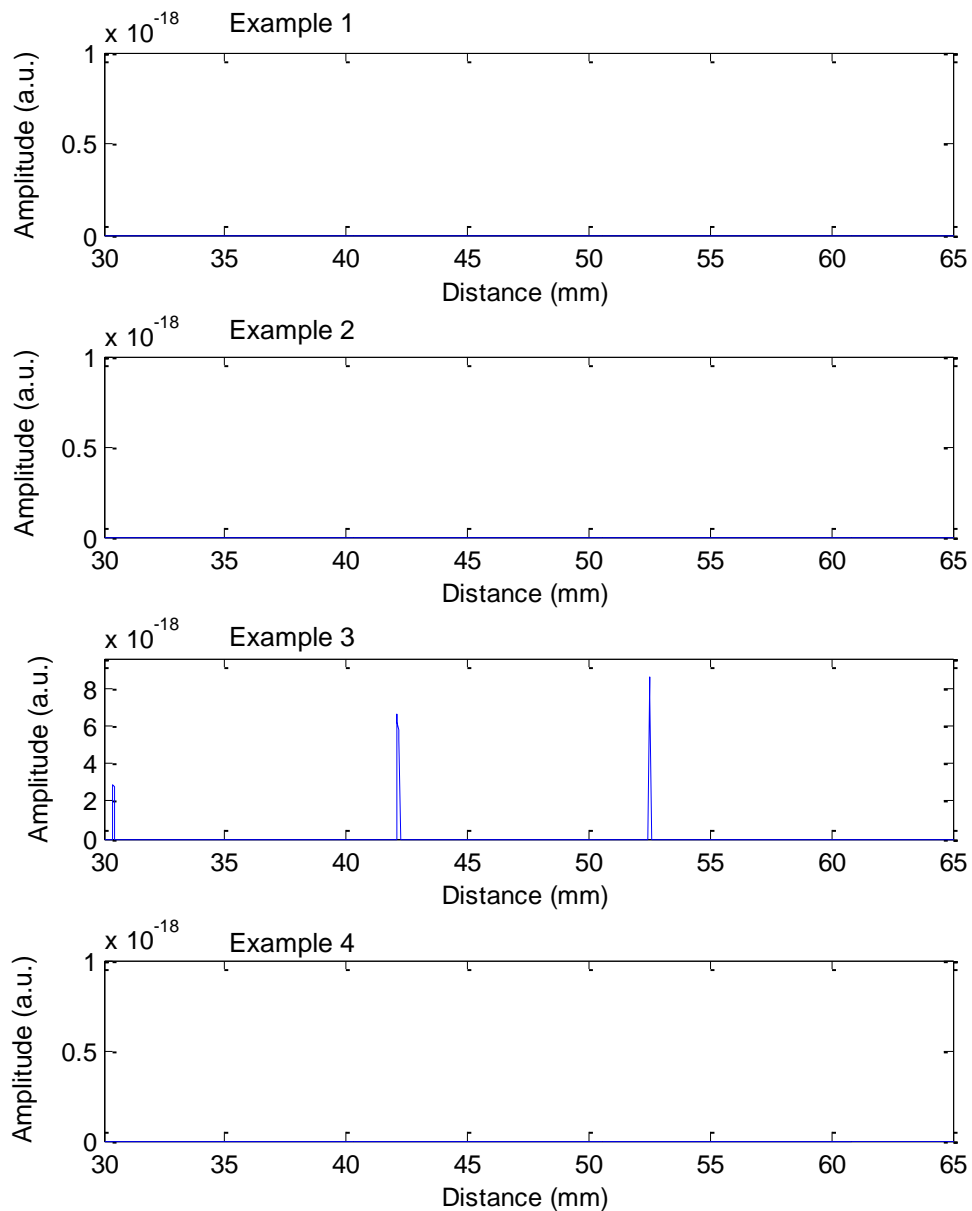 x 10-18 Example 1
Amplitude (a.u.)
1
0.5
0
30 35 40 45 50 55 60 65
Distance (mm)
x 10-18 Example 2
Amplitude (a.u.)
1
0.5
0
30 35 40 45 50 55 60 65
Distance (mm)
x 10-18 Example 3
Amplitude (a.u.)
8
6
4
2
0
30 35 40 45 50 55 60 65
Distance (mm)
x 10-18 Example 4
Amplitude (a.u.)
1
0.5
0
30 35 40 45 50 55 60 65
Distance (mm)